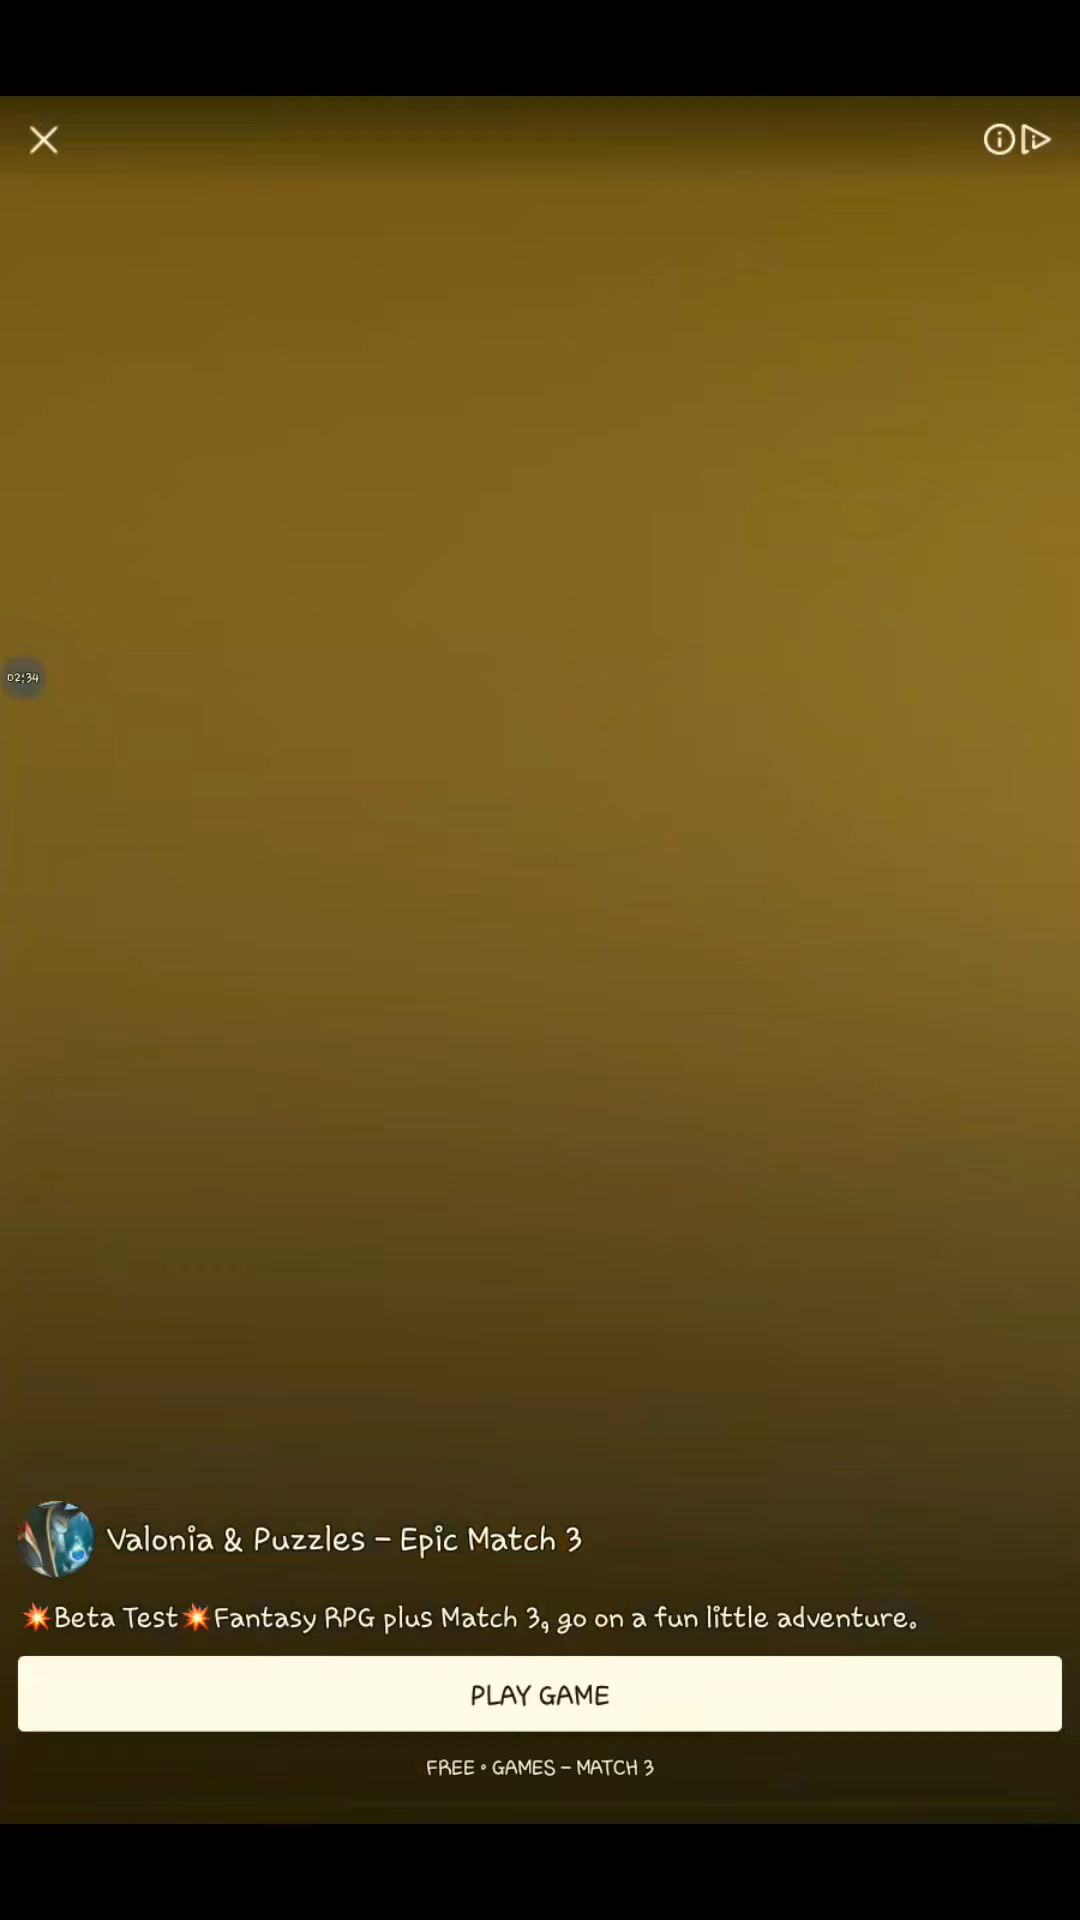 02:34
Valonia & Puzzles - Epic Match 3
💥Beta Test💥Fantasy RPG plus Match 3, go on a fun little adventure.
PLAY GAME
FREE • GAMES - MATCH 3